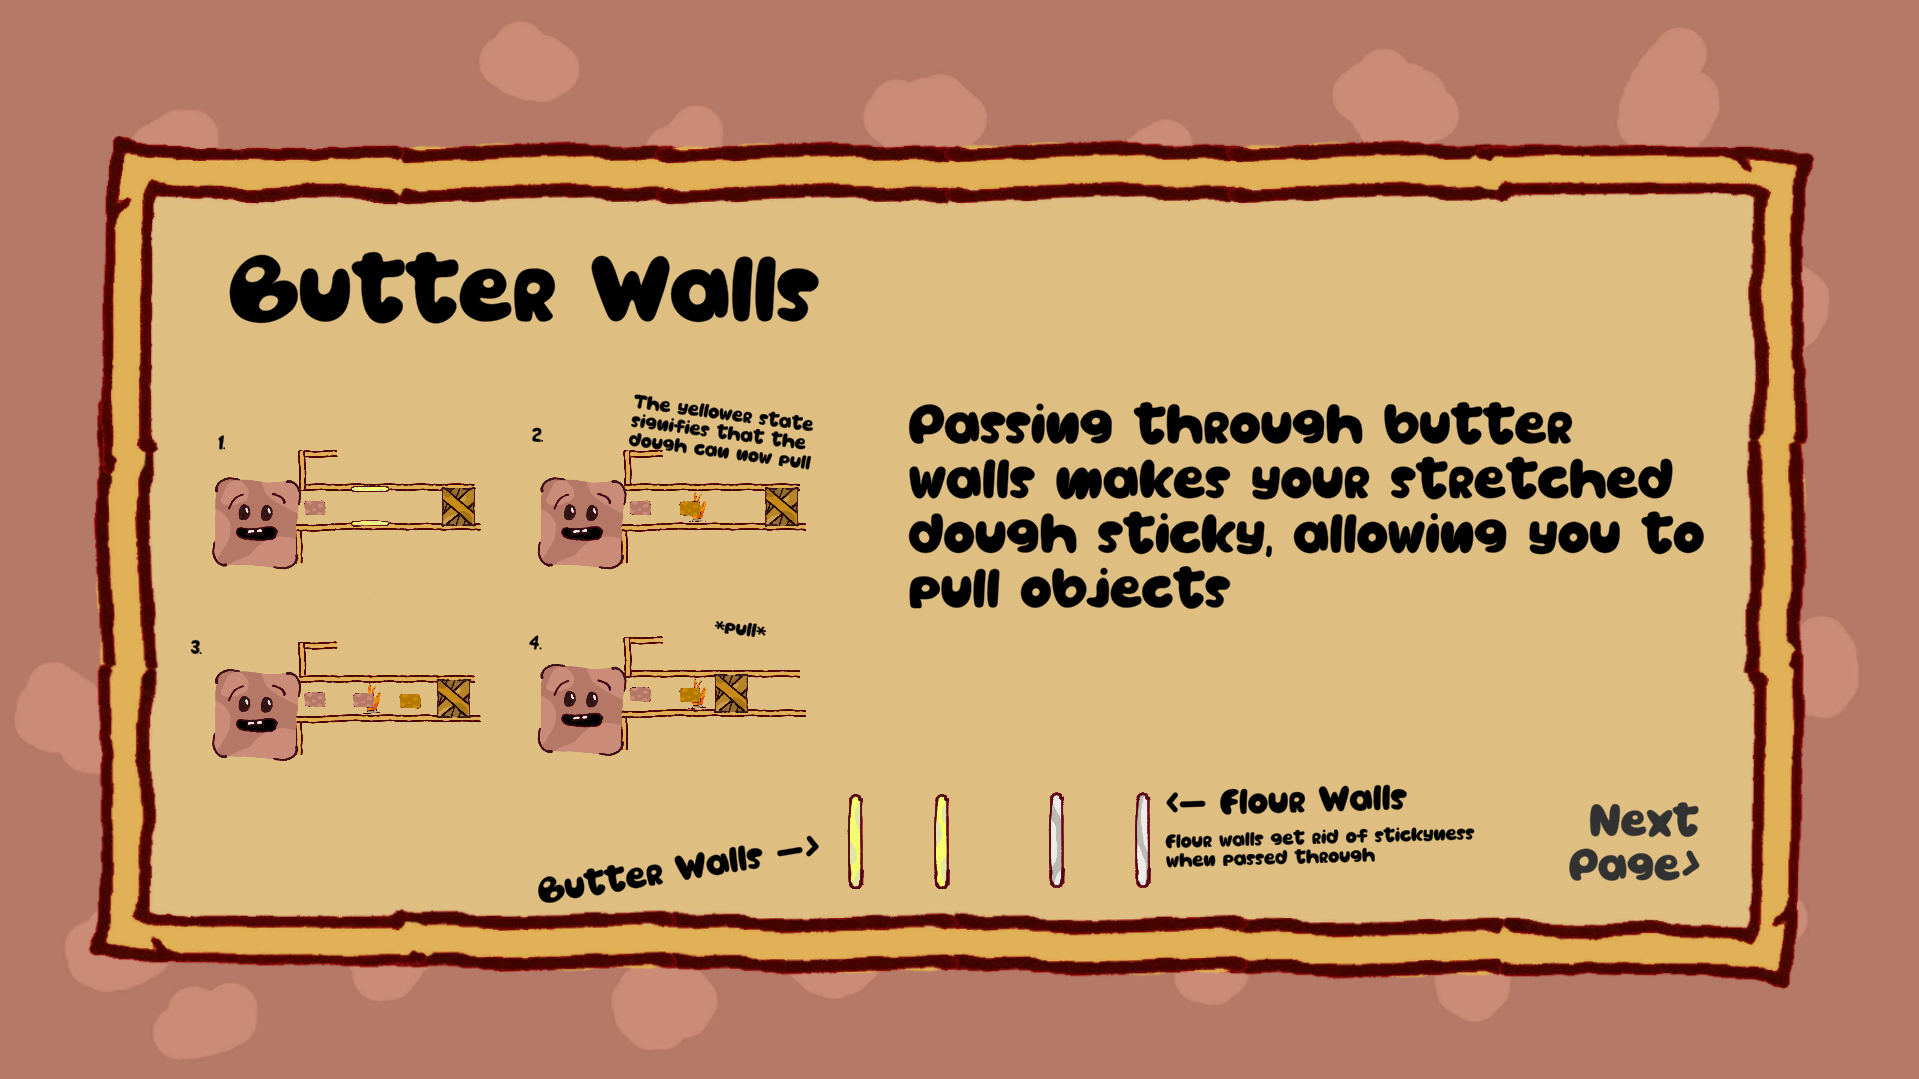 Butter Walls
1.
2.
The yellower state
signifies that the
dough can now pull
3.
4.
*pull*
Passing through butter
walls makes your stretched
dough sticky, allowing you to
pull objects
Butter Walls —>
<— Flour Walls
Flour walls get rid of stickyness
when passed through
Next
Page>